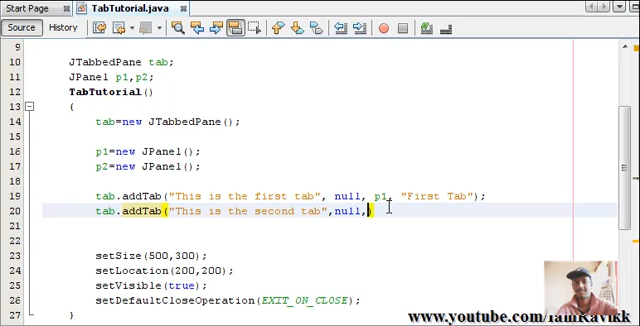 Start Page
TabTutorial.java
Source
History
9
10 JTabbedPane tab;
11 JPanel p1,p2;
12 TabTutorial()
13 {
14 tab=new JTabbedPane();
15
16 p1=new JPanel();
17 p2=new JPanel();
18
19 tab.addTab("This is the first tab", null, p1, "First Tab");
20 tab.addTab("This is the second tab",null,)
21
22
23 setSize(500,300);
24 setLocation(200,200);
25 setVisible(true);
26 setDefaultCloseOperation(EXIT_ON_CLOSE);
27 }
www.youtube.com/IamRavikk